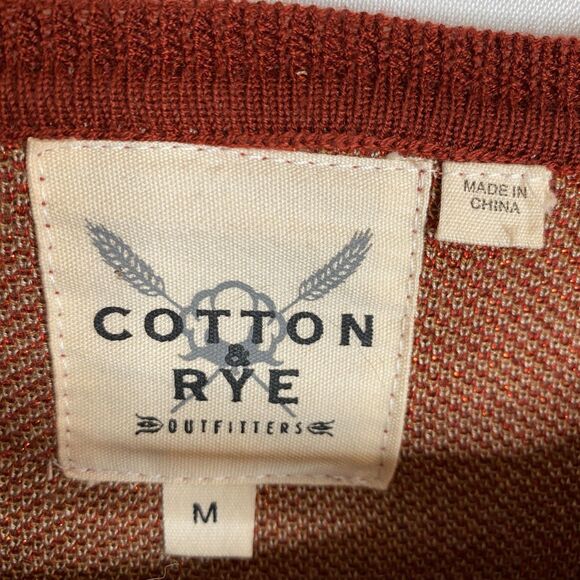 COTTON
&
RYE
OUTFITTERS
M
MADE IN
CHINA